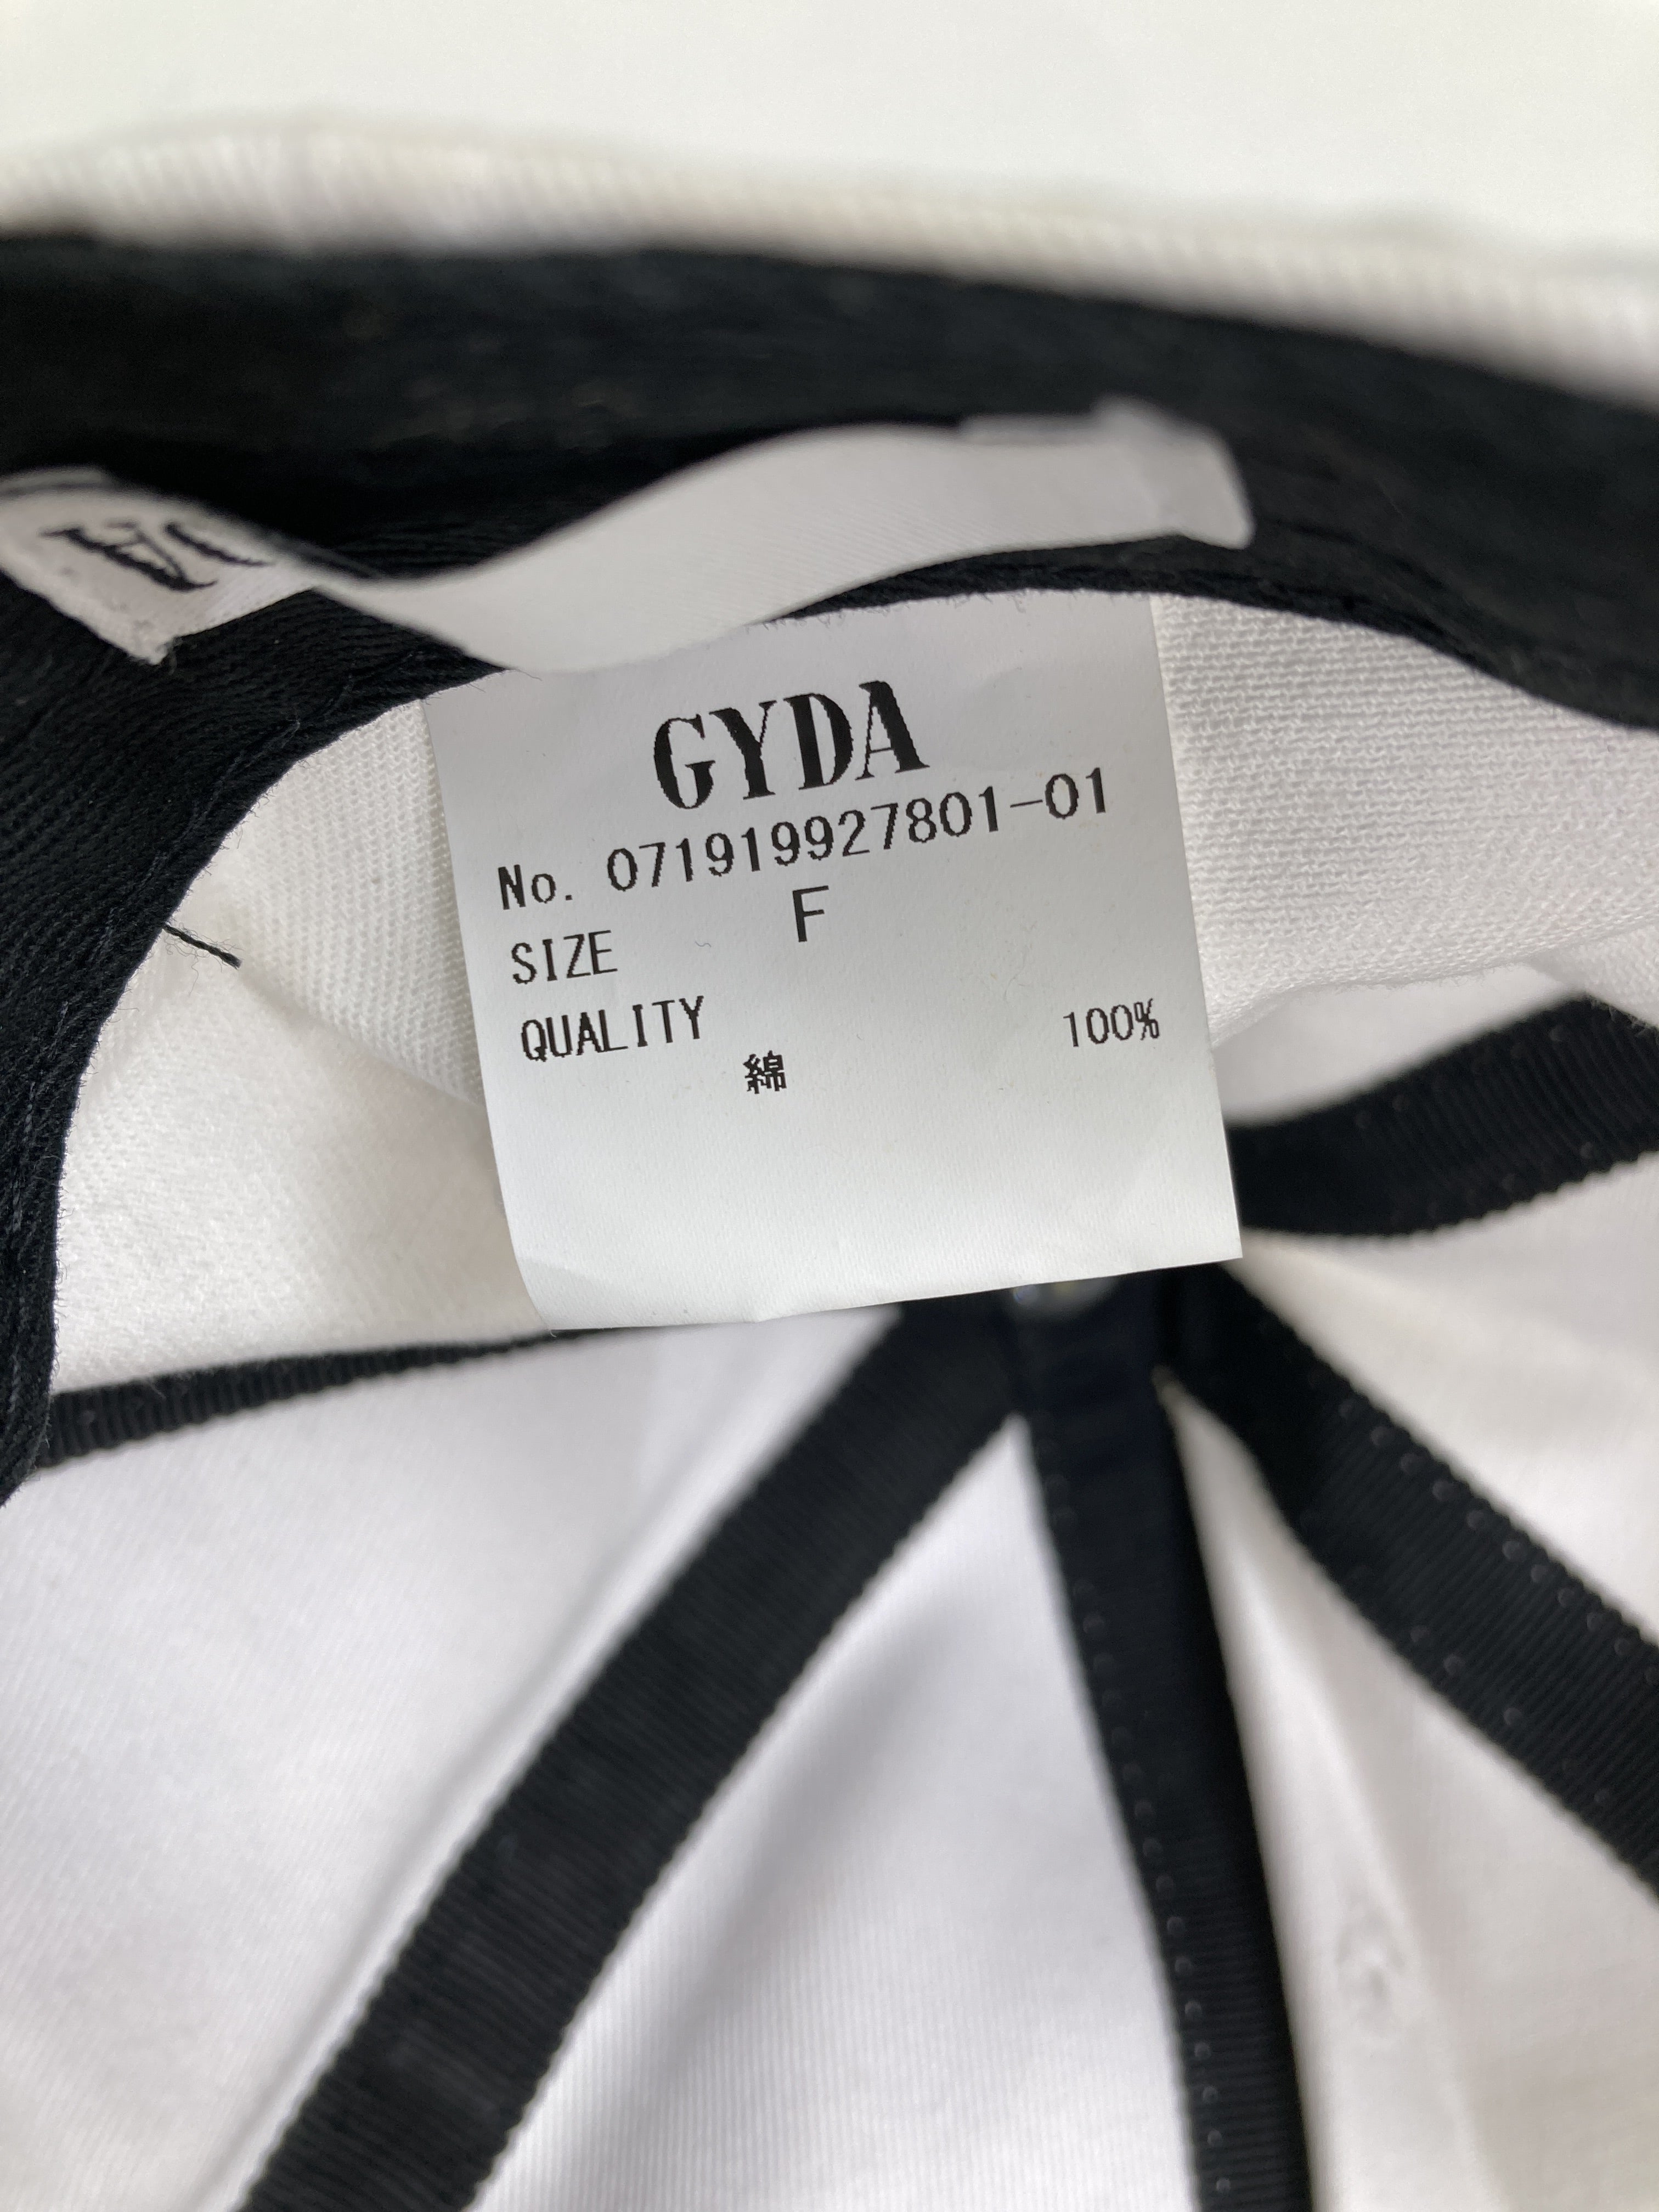 GYDA
No. 071919927801-01
SIZE F
QUALITY
綿 100%